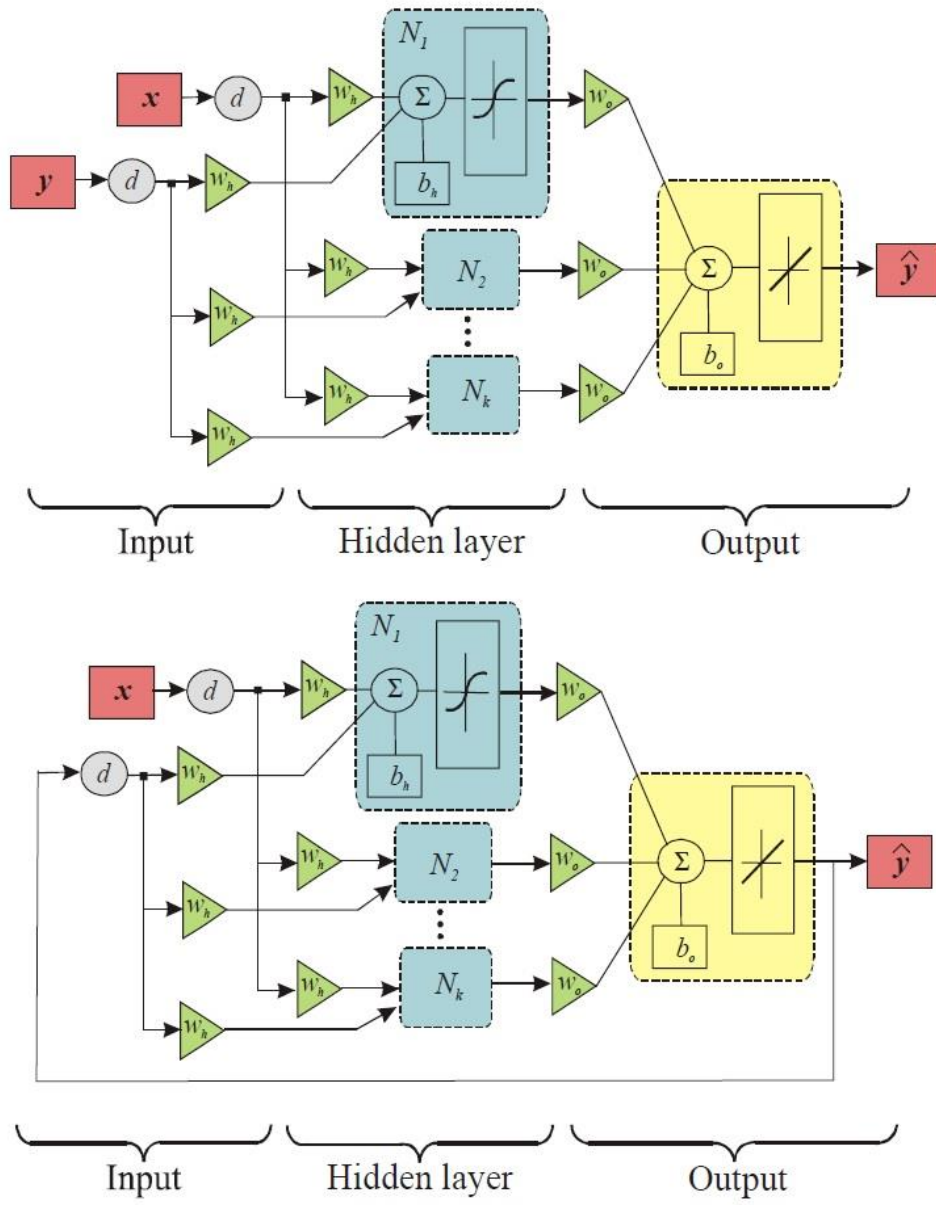 N₁
x d wₕ Σ wₒ
y d wₕ bₕ
wₕ N₂ wₒ Σ ŷ
wₕ bₒ
wₕ Nₖ wₒ
wₕ
Input Hidden layer Output
N₁
x d wₕ Σ wₒ
d wₕ bₕ
wₕ N₂ wₒ Σ ŷ
wₕ bₒ
wₕ Nₖ wₒ
wₕ
Input Hidden layer Output